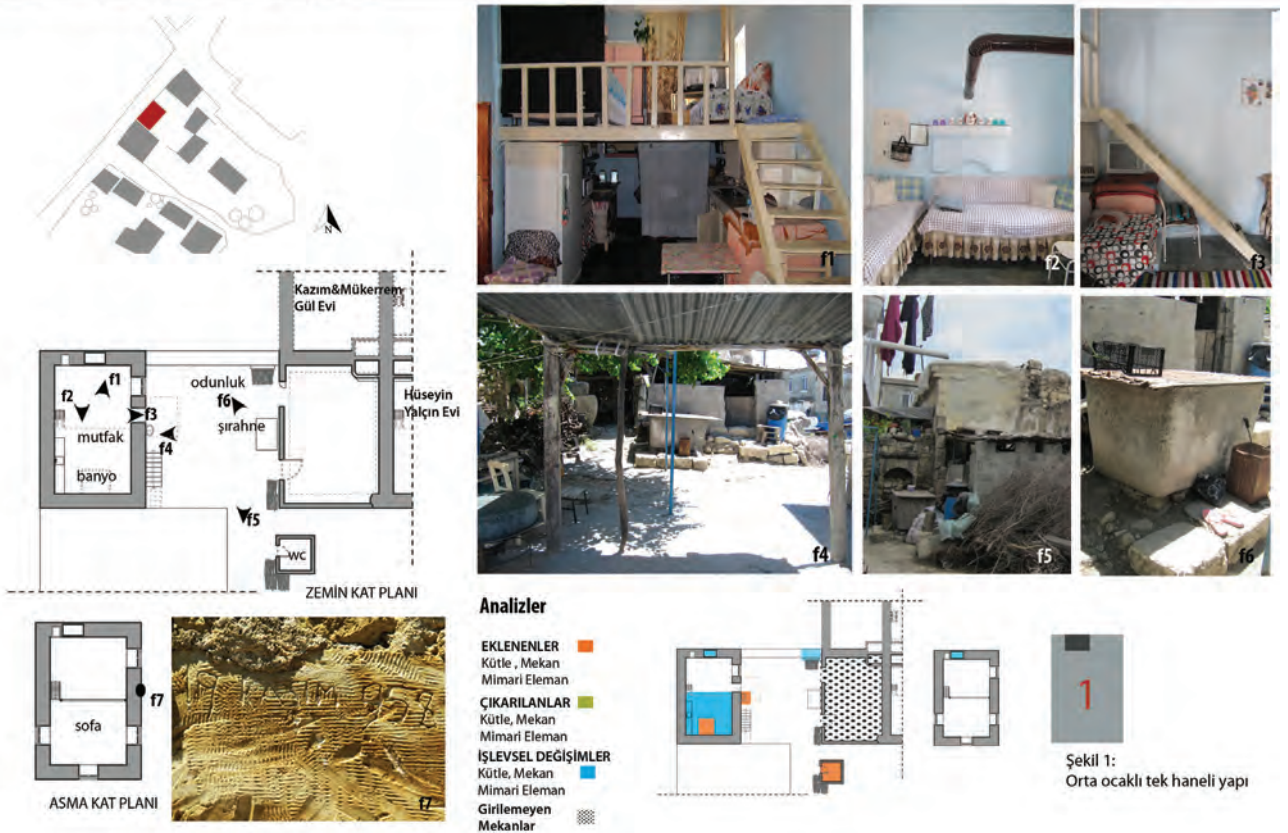 N
f1
f2
f3
Kazım&Mükerrem
Gül Evi
f1
f2
f3
f4
mutfak
banyo
odunluk
f6
şırahne
Hüseyin
Yalçın Evi
f5
wc
ZEMİN KAT PLANI
f4
f5
f6
sofa
f7
ASMA KAT PLANI
f7
Analizler
EKLENENLER
Kütle , Mekan
Mimari Eleman
ÇIKARILANLAR
Kütle, Mekan
Mimari Eleman
İŞLEVSEL DEĞİŞİMLER
Kütle, Mekan
Mimari Eleman
Girilemeyen
Mekanlar
1
Şekil 1:
Orta ocaklı tek haneli yapı